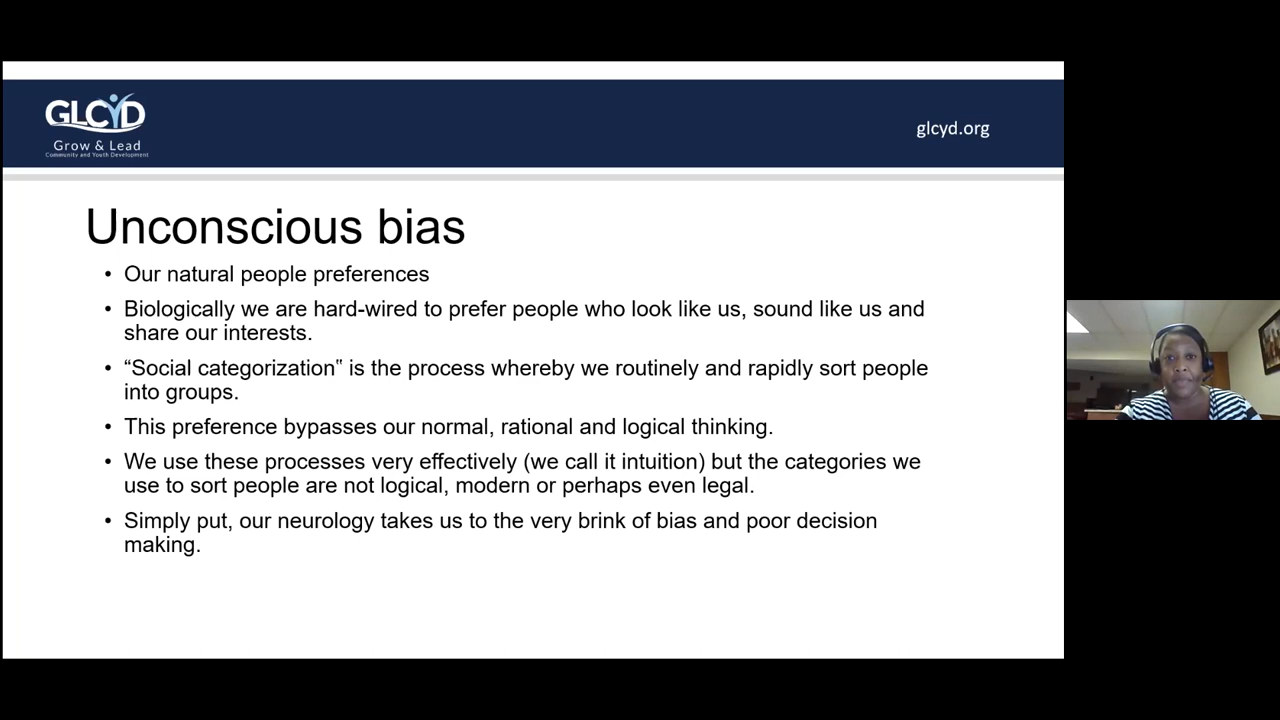 GLCYD
Grow & Lead
Community and Youth Development
glcyd.org
Unconscious bias
• Our natural people preferences
• Biologically we are hard-wired to prefer people who look like us, sound like us and
share our interests.
• “Social categorization‟ is the process whereby we routinely and rapidly sort people
into groups.
• This preference bypasses our normal, rational and logical thinking.
• We use these processes very effectively (we call it intuition) but the categories we
use to sort people are not logical, modern or perhaps even legal.
• Simply put, our neurology takes us to the very brink of bias and poor decision
making.